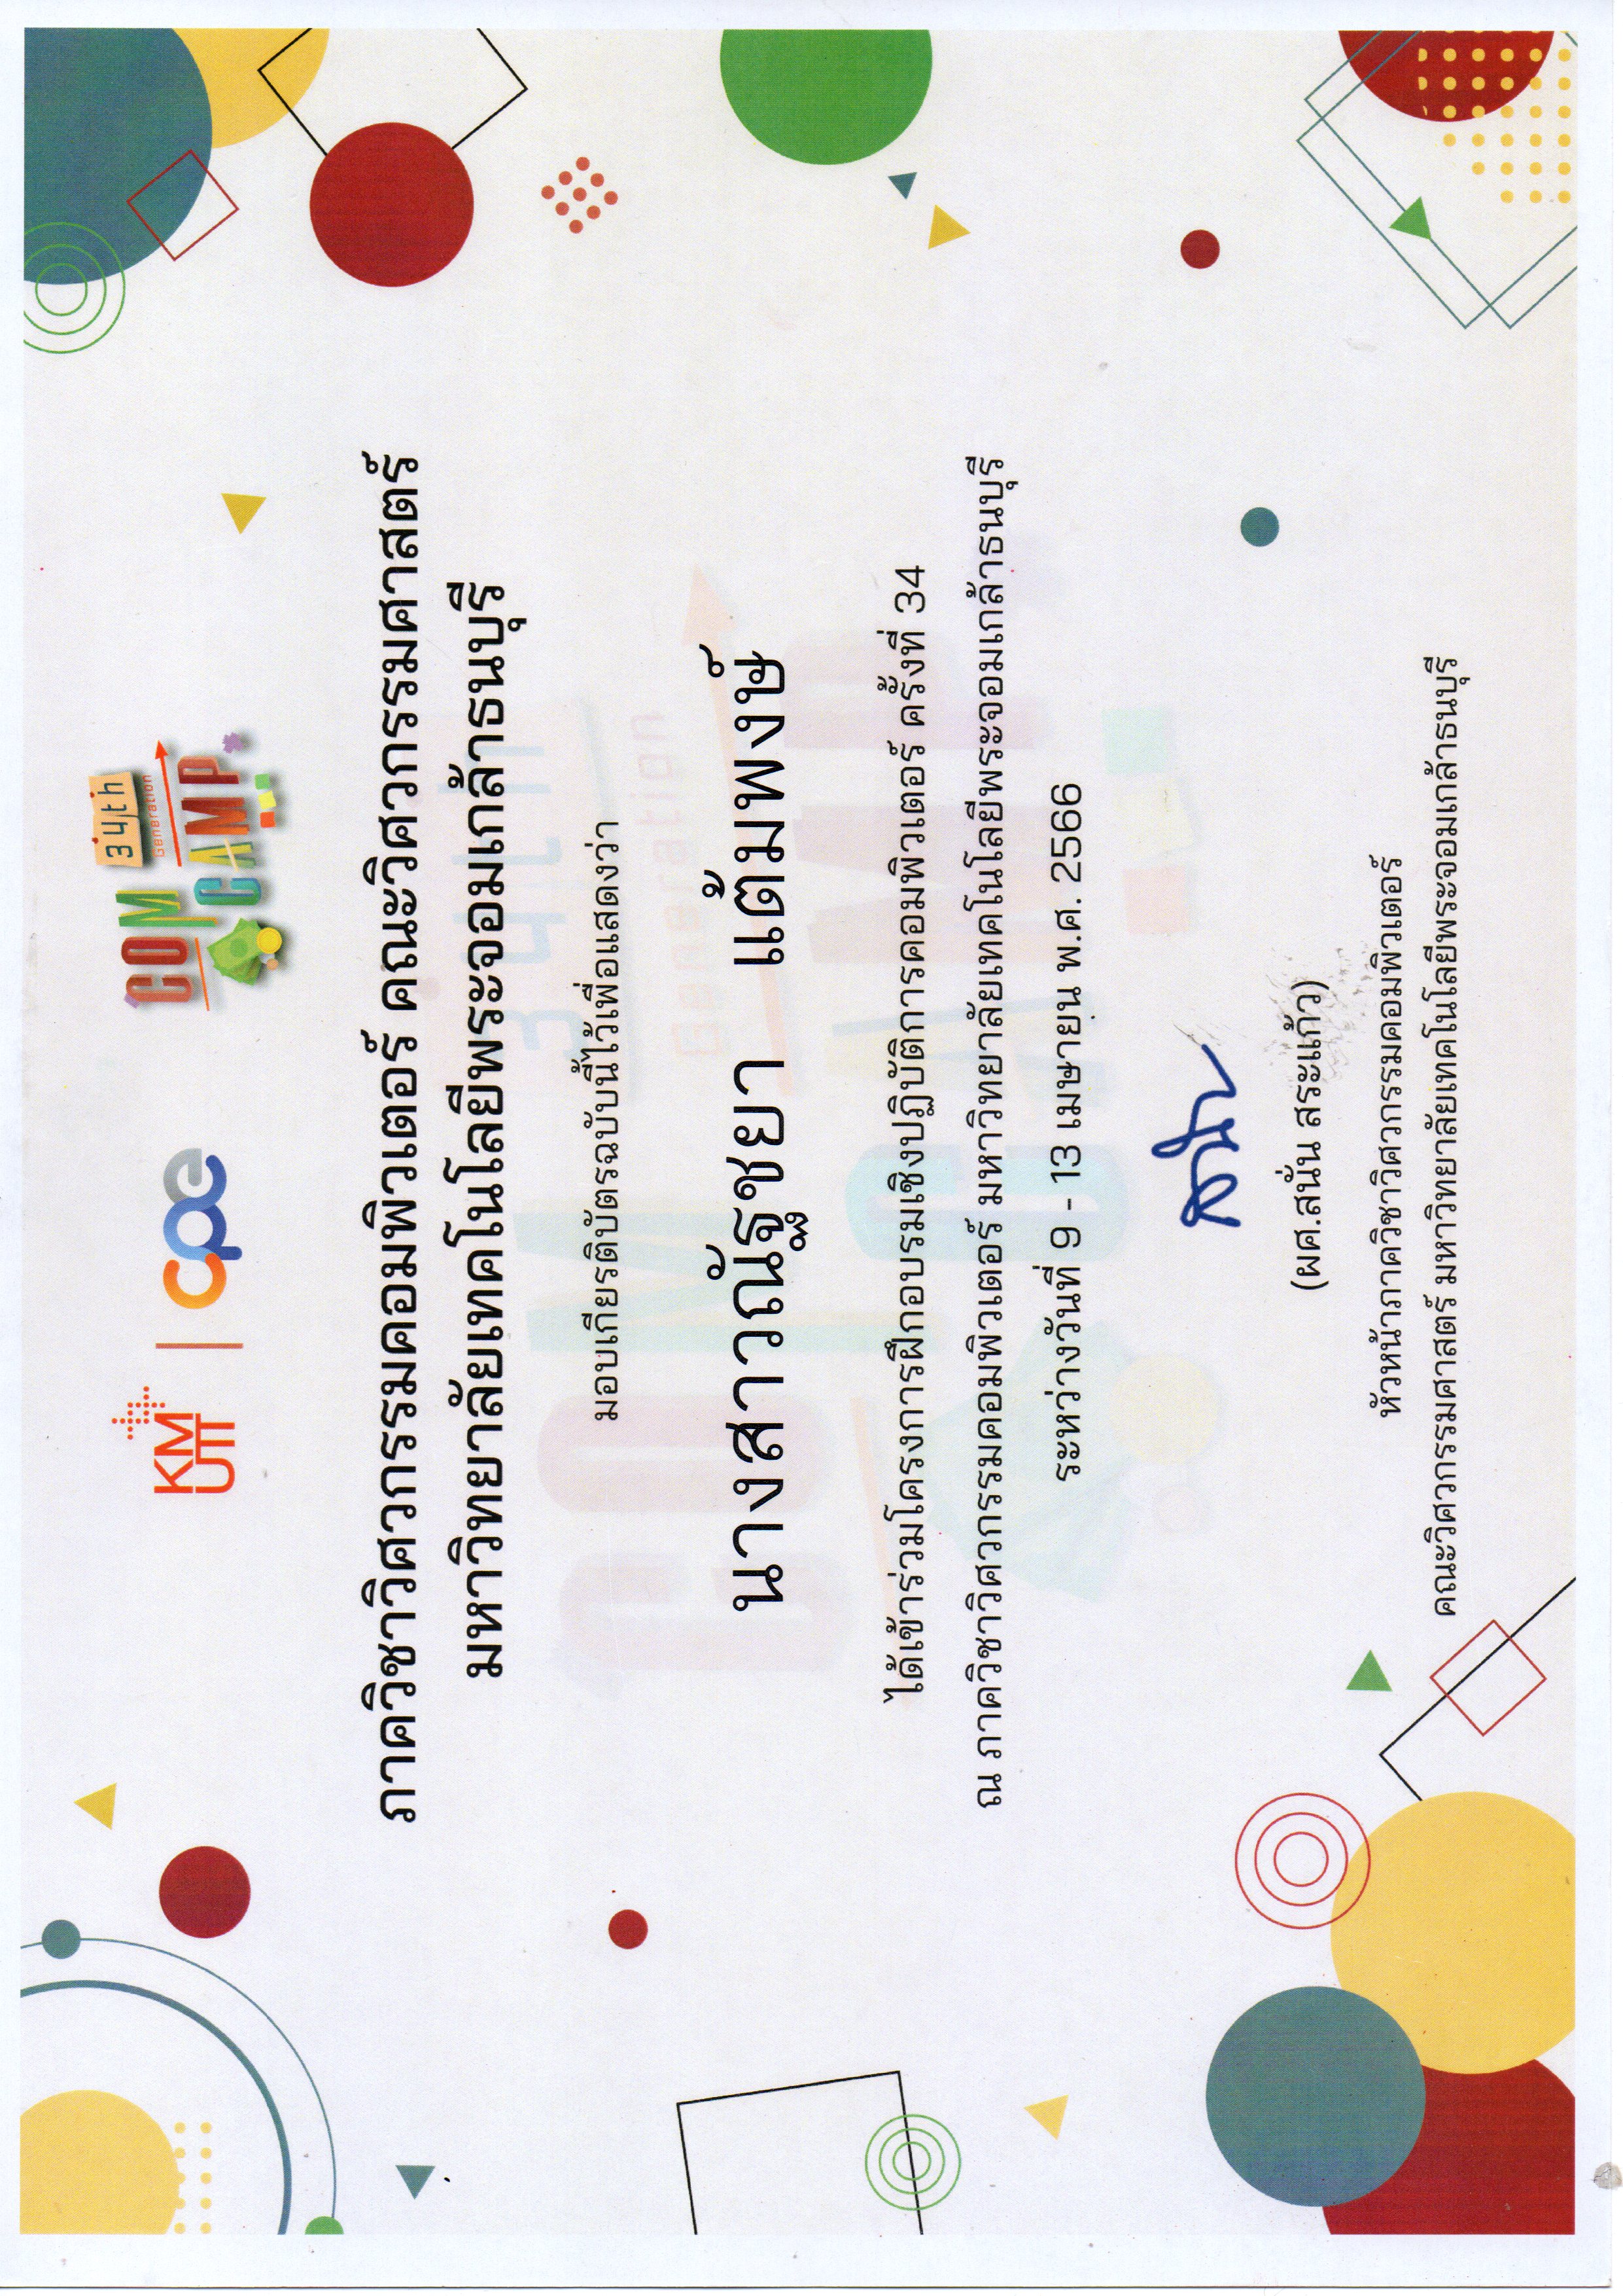 KM
UTT
cpe
COM
34th
Generation
CAMP
ภาควิชาวิศวกรรมคอมพิวเตอร์ คณะวิศวกรรมศาสตร์
มหาวิทยาลัยเทคโนโลยีพระจอมเกล้าธนบุรี
มอบเกียรติบัตรฉบับนี้ไว้เพื่อแสดงว่า
นางสาวณัฐชยา แต้มพงษ์
ได้เข้าร่วมโครงการฝึกอบรมเชิงปฏิบัติการคอมพิวเตอร์ ครั้งที่ 34
ณ ภาควิชาวิศวกรรมคอมพิวเตอร์ มหาวิทยาลัยเทคโนโลยีพระจอมเกล้าธนบุรี
ระหว่างวันที่ 9 - 13 เมษายน พ.ศ. 2566
สนั่น
(ผศ.สนั่น สระแก้ว)
หัวหน้าภาควิชาวิศวกรรมคอมพิวเตอร์
คณะวิศวกรรมศาสตร์ มหาวิทยาลัยเทคโนโลยีพระจอมเกล้าธนบุรี